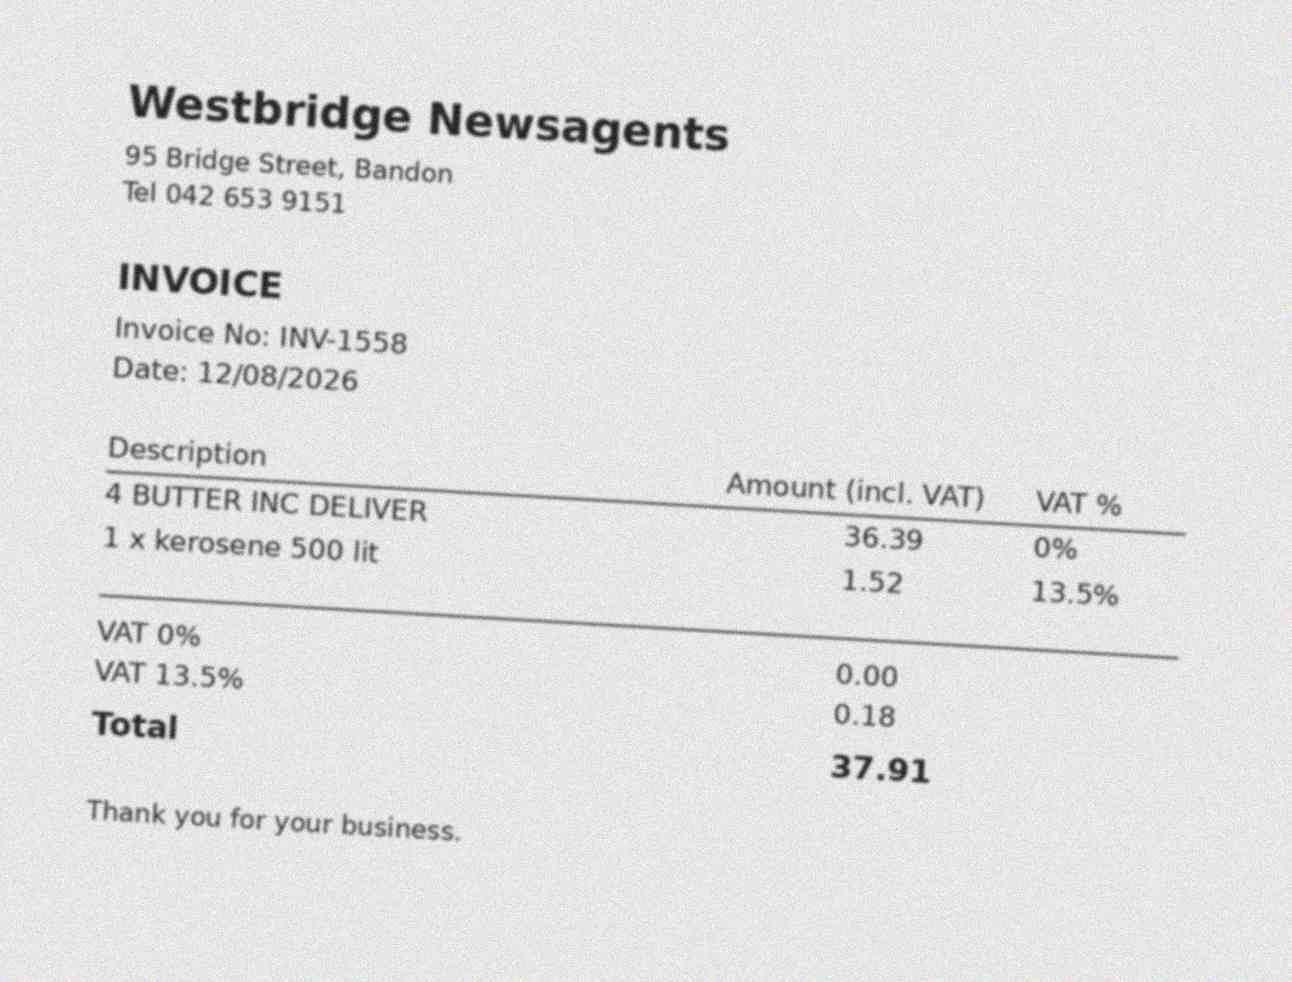 Westbridge Newsagents
95 Bridge Street, Bandon
Tel 042 653 9151
INVOICE
Invoice No: INV-1558
Date: 12/08/2026
Description Amount (incl. VAT) VAT %
4 BUTTER INC DELIVER 36.39 0%
1 x kerosene 500 lit 1.52 13.5%
VAT 0% 0.00
VAT 13.5% 0.18
Total 37.91
Thank you for your business.